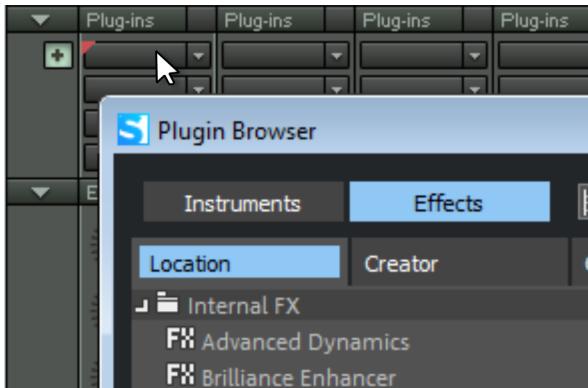 Plug-ins Plug-ins Plug-ins Plug-ins
Plugin Browser
Instruments Effects
Location Creator
Internal FX
FX Advanced Dynamics
FX Brilliance Enhancer